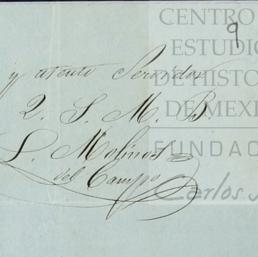 CENTRO
ESTUDI
DE HISTO
DE MEXI
FUNDAC
Carlos
9
y atento Servidor
Q. S. M. B.
L. Molinos
del Campo